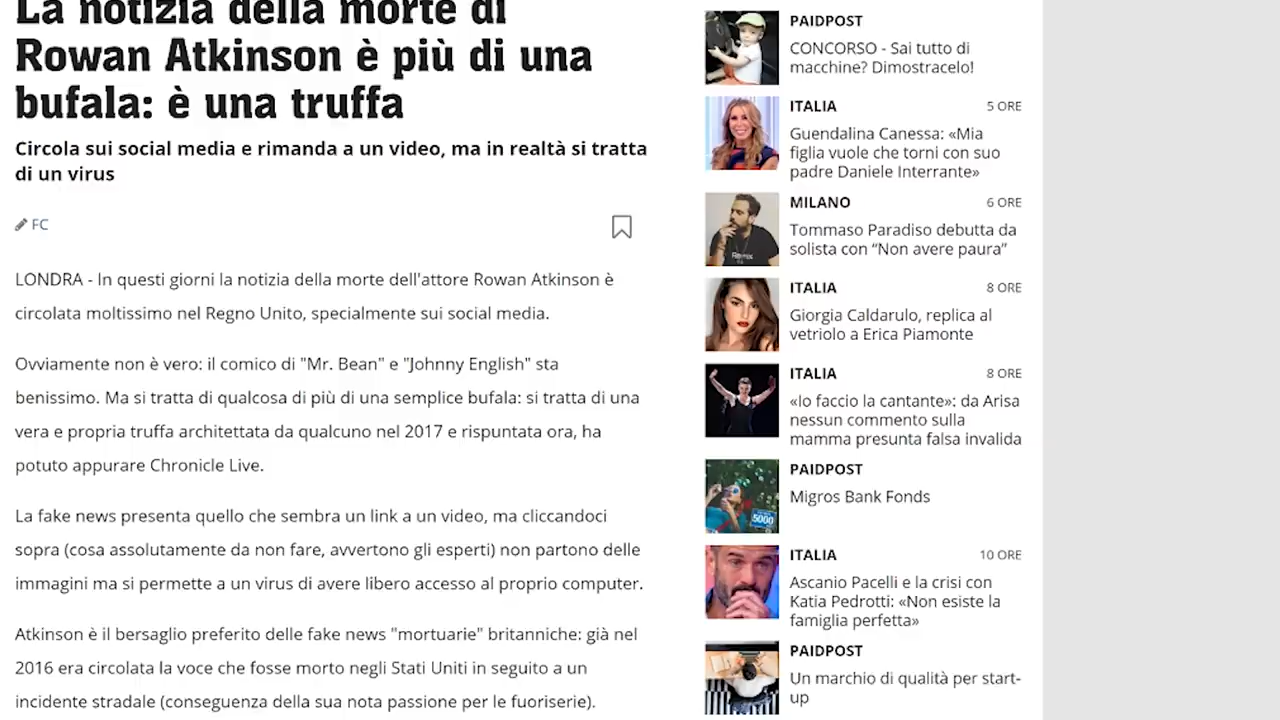 La notizia della morte di
Rowan Atkinson è più di una
bufala: è una truffa
Circola sui social media e rimanda a un video, ma in realtà si tratta
di un virus
FC
LONDRA - In questi giorni la notizia della morte dell'attore Rowan Atkinson è
circolata moltissimo nel Regno Unito, specialmente sui social media.
Ovviamente non è vero: il comico di "Mr. Bean" e "Johnny English" sta
benissimo. Ma si tratta di qualcosa di più di una semplice bufala: si tratta di una
vera e propria truffa architettata da qualcuno nel 2017 e rispuntata ora, ha
potuto appurare Chronicle Live.
La fake news presenta quello che sembra un link a un video, ma cliccandoci
sopra (cosa assolutamente da non fare, avvertono gli esperti) non partono delle
immagini ma si permette a un virus di avere libero accesso al proprio computer.
Atkinson è il bersaglio preferito delle fake news "mortuarie" britanniche: già nel
2016 era circolata la voce che fosse morto negli Stati Uniti in seguito a un
incidente stradale (conseguenza della sua nota passione per le fuoriserie).
PAIDPOST
CONCORSO - Sai tutto di
macchine? Dimostracelo!
ITALIA 5 ORE
Guendalina Canessa: «Mia
figlia vuole che torni con suo
padre Daniele Interrante»
MILANO 6 ORE
Tommaso Paradiso debutta da
solista con “Non avere paura”
ITALIA 8 ORE
Giorgia Caldarulo, replica al
vetriolo a Erica Piamonte
ITALIA 8 ORE
«Io faccio la cantante»: da Arisa
nessun commento sulla
mamma presunta falsa invalida
PAIDPOST
Migros Bank Fonds
5000
ITALIA 10 ORE
Ascanio Pacelli e la crisi con
Katia Pedrotti: «Non esiste la
famiglia perfetta»
PAIDPOST
Un marchio di qualità per start-
up